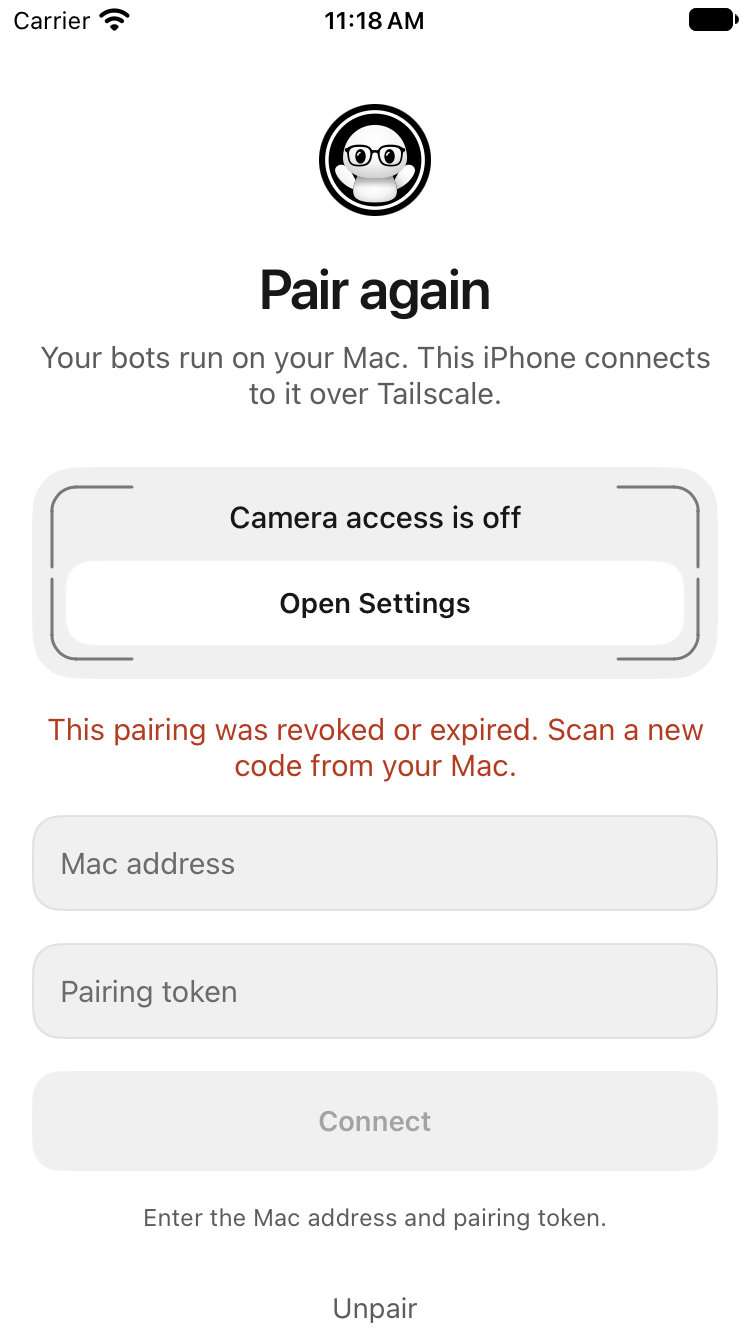 Carrier 11:18 AM
Pair again
Your bots run on your Mac. This iPhone connects
to it over Tailscale.
Camera access is off
Open Settings
This pairing was revoked or expired. Scan a new
code from your Mac.
Mac address
Pairing token
Connect
Enter the Mac address and pairing token.
Unpair